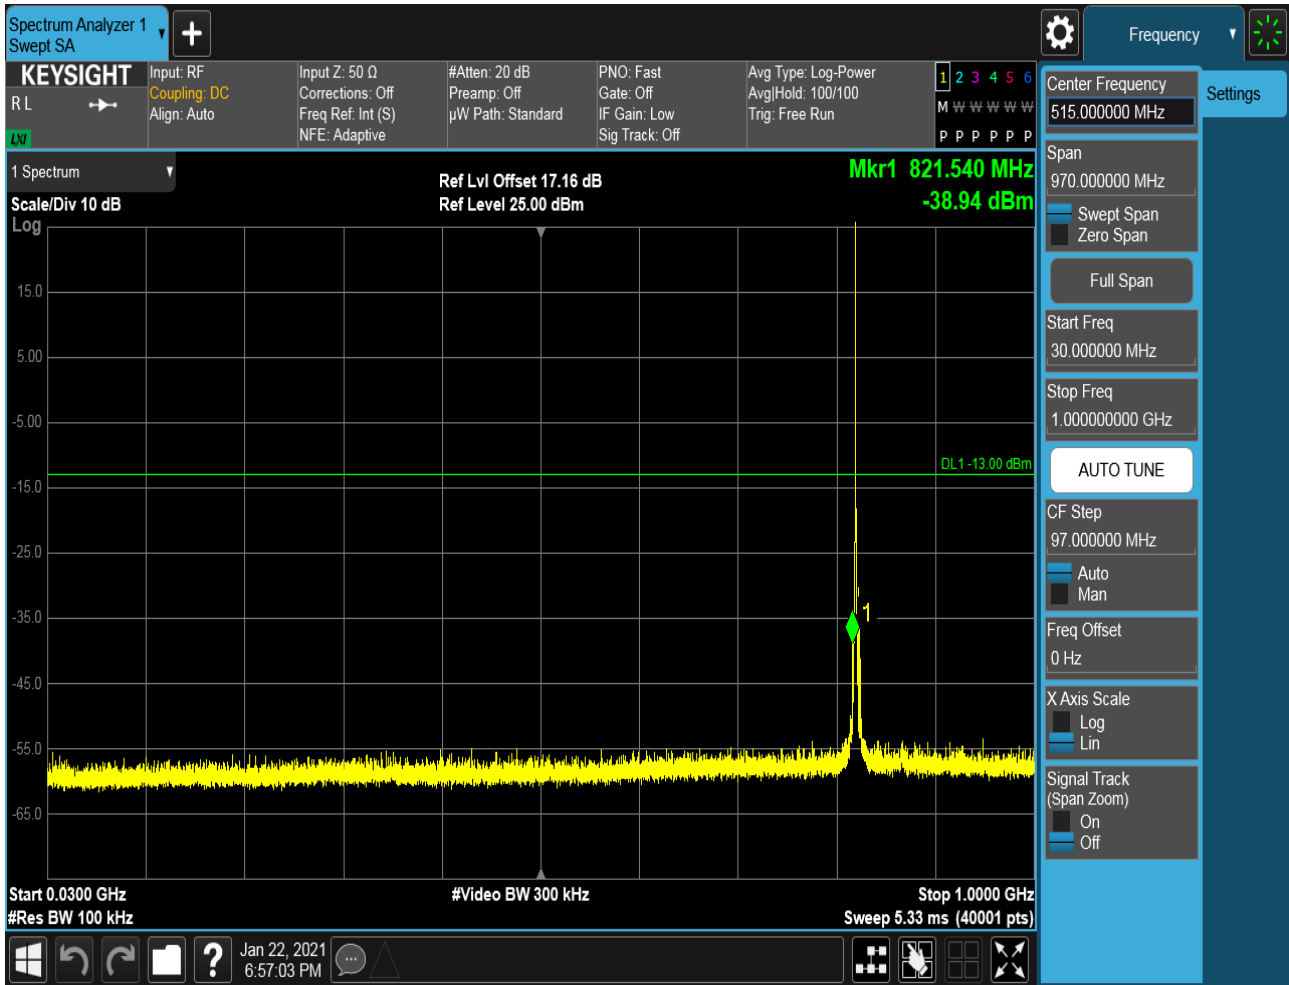 Spectrum Analyzer 1
Swept SA
Frequency
KEYSIGHT
R L
LXI
Input: RF
Coupling: DC
Align: Auto
Input Z: 50 Ω
Corrections: Off
Freq Ref: Int (S)
NFE: Adaptive
#Atten: 20 dB
Preamp: Off
µW Path: Standard
PNO: Fast
Gate: Off
IF Gain: Low
Sig Track: Off
Avg Type: Log-Power
Avg|Hold: 100/100
Trig: Free Run
1 2 3 4 5 6
M W W W W W
P P P P P P
1 Spectrum
Scale/Div 10 dB
Log
Ref Lvl Offset 17.16 dB
Ref Level 25.00 dBm
Mkr1 821.540 MHz
-38.94 dBm
15.0
5.00
-5.00
DL1 -13.00 dBm
-15.0
-25.0
-35.0
1
-45.0
-55.0
-65.0
Start 0.0300 GHz
#Video BW 300 kHz
Stop 1.0000 GHz
#Res BW 100 kHz
Sweep 5.33 ms (40001 pts)
Jan 22, 2021
6:57:03 PM
?
Settings
Center Frequency
515.000000 MHz
Span
970.000000 MHz
Swept Span
Zero Span
Full Span
Start Freq
30.000000 MHz
Stop Freq
1.000000000 GHz
AUTO TUNE
CF Step
97.000000 MHz
Auto
Man
Freq Offset
0 Hz
X Axis Scale
Log
Lin
Signal Track
(Span Zoom)
On
Off